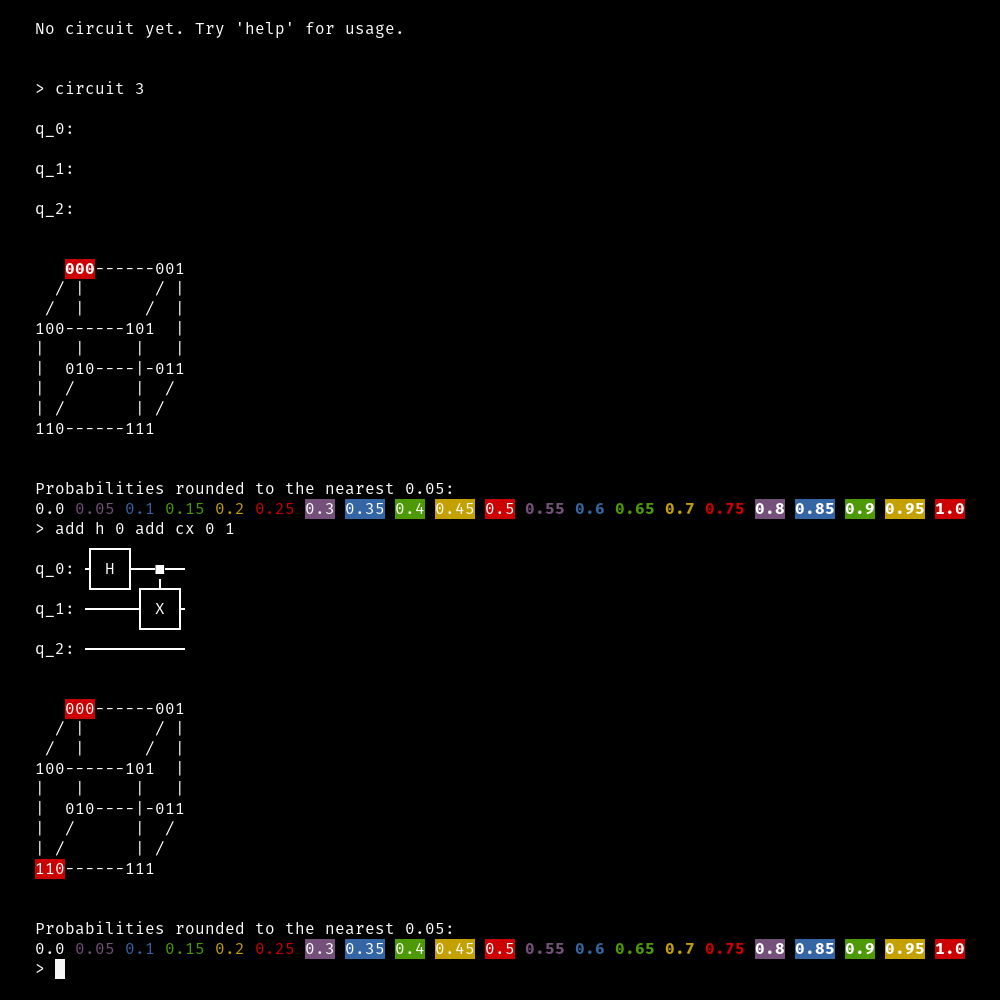 No circuit yet. Try 'help' for usage.
> circuit 3
q_0:
q_1:
q_2:
    000------001
  / |       / |
 /  |      /  |
100------101  |
|   |     |   |
|  010----|-011
|  /      |  /
| /       | /
110------111
Probabilities rounded to the nearest 0.05:
0.0 0.05 0.1 0.15 0.2 0.25 0.3 0.35 0.4 0.45 0.5 0.55 0.6 0.65 0.7 0.75 0.8 0.85 0.9 0.95 1.0
> add h 0 add cx 0 1
q_0: H
q_1: X
q_2:
    000------001
  / |       / |
 /  |      /  |
100------101  |
|   |     |   |
|  010----|-011
|  /      |  /
| /       | /
110------111
Probabilities rounded to the nearest 0.05:
0.0 0.05 0.1 0.15 0.2 0.25 0.3 0.35 0.4 0.45 0.5 0.55 0.6 0.65 0.7 0.75 0.8 0.85 0.9 0.95 1.0
>